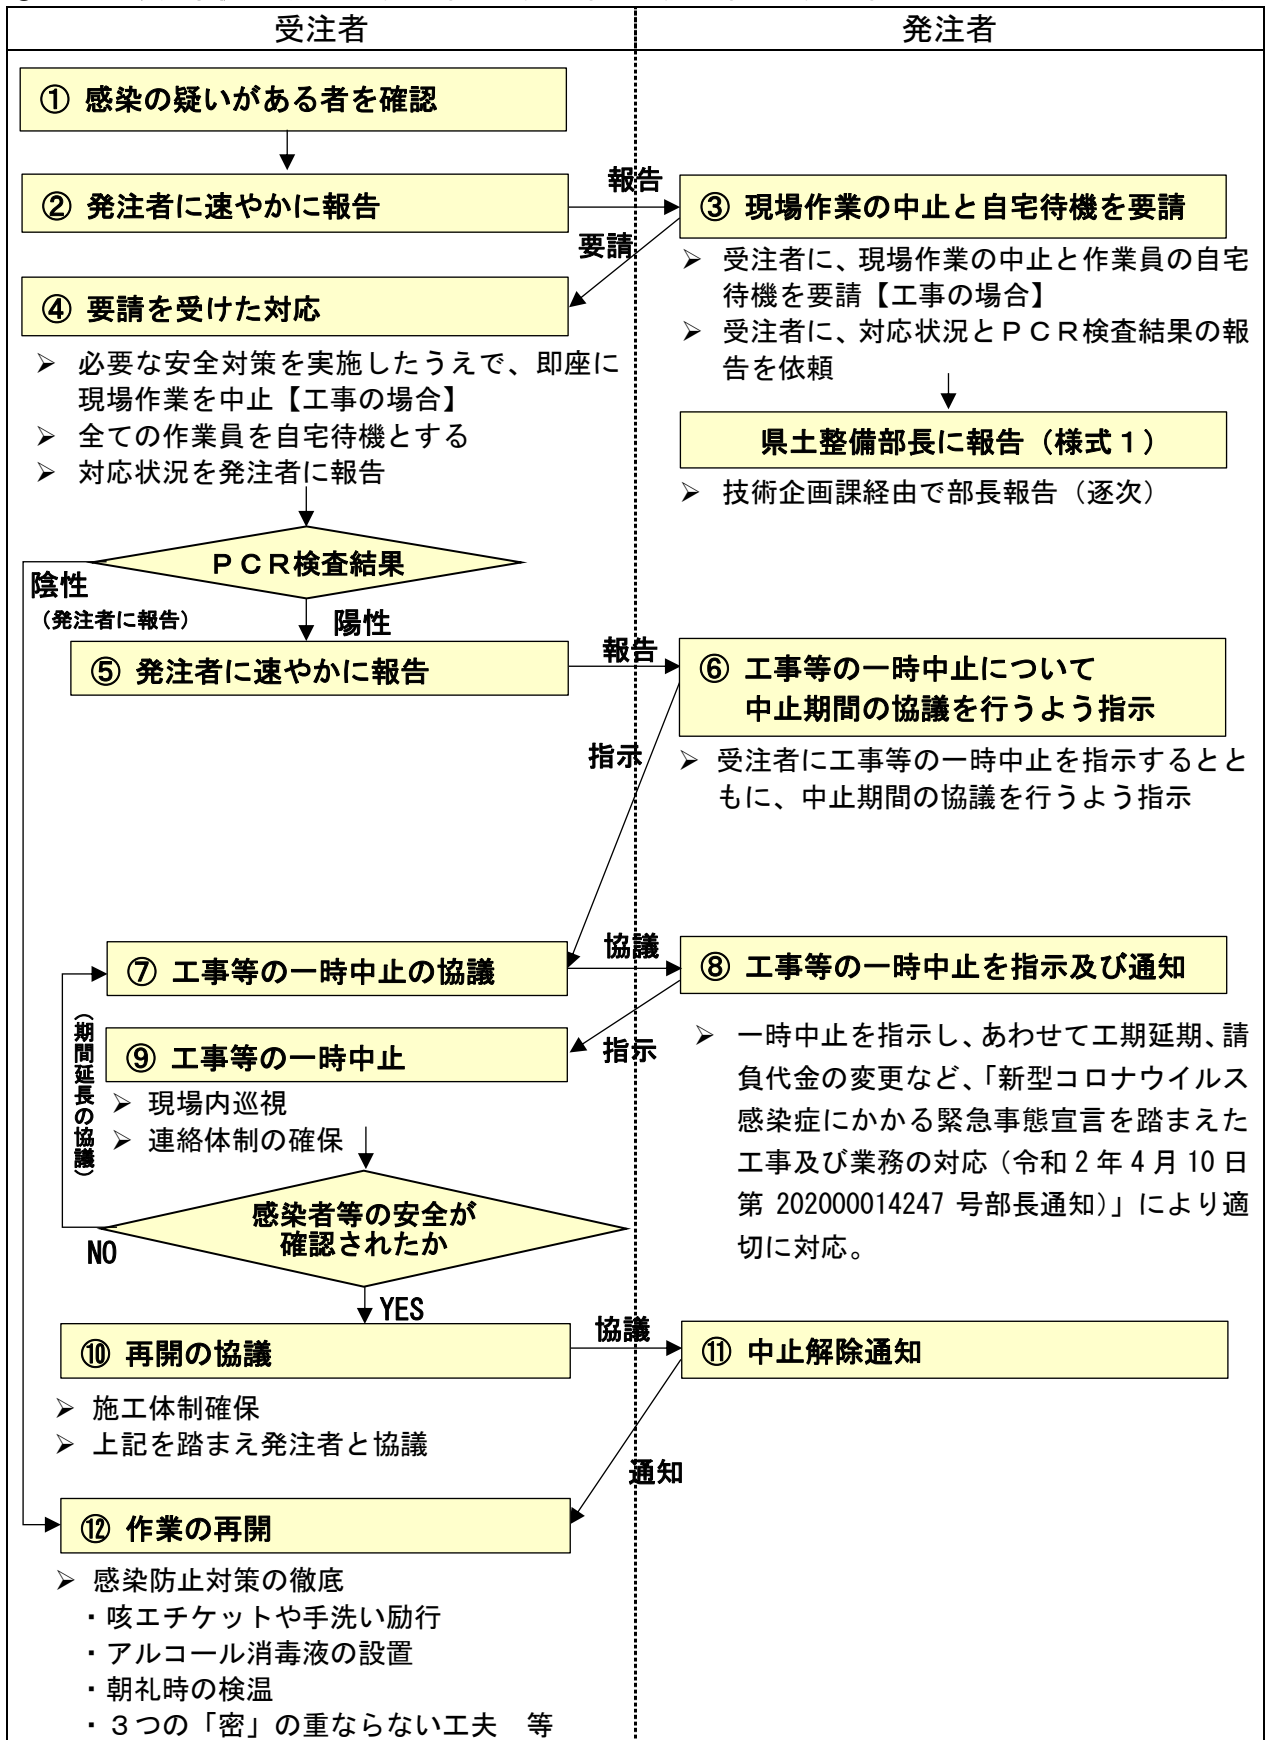 受注者
発注者
① 感染の疑いがある者を確認
② 発注者に速やかに報告
報告
③ 現場作業の中止と自宅待機を要請
➢ 受注者に、現場作業の中止と作業員の自宅
待機を要請【工事の場合】
➢ 受注者に、対応状況とＰＣＲ検査結果の報
告を依頼
要請
④ 要請を受けた対応
➢ 必要な安全対策を実施したうえで、即座に
現場作業を中止【工事の場合】
➢ 全ての作業員を自宅待機とする
➢ 対応状況を発注者に報告
県土整備部長に報告（様式１）
➢ 技術企画課経由で部長報告（逐次）
ＰＣＲ検査結果
陰性
（発注者に報告）
陽性
⑤ 発注者に速やかに報告
報告
⑥ 工事等の一時中止について
中止期間の協議を行うよう指示
➢ 受注者に工事等の一時中止を指示するとと
もに、中止期間の協議を行うよう指示
指示
⑦ 工事等の一時中止の協議
協議
⑧ 工事等の一時中止を指示及び通知
➢ 一時中止を指示し、あわせて工期延期、請
負代金の変更など、「新型コロナウイルス
感染症にかかる緊急事態宣言を踏まえた
工事及び業務の対応（令和２年４月10日
第 202000014247 号部長通知）」により適
切に対応。
指示
⑨ 工事等の一時中止
➢ 現場内巡視
➢ 連絡体制の確保
（期間延長の協議）
感染者等の安全が
確認されたか
NO
YES
⑩ 再開の協議
協議
⑪ 中止解除通知
➢ 施工体制確保
➢ 上記を踏まえ発注者と協議
通知
⑫ 作業の再開
➢ 感染防止対策の徹底
・咳エチケットや手洗い励行
・アルコール消毒液の設置
・朝礼時の検温
・３つの「密」の重ならない工夫　等